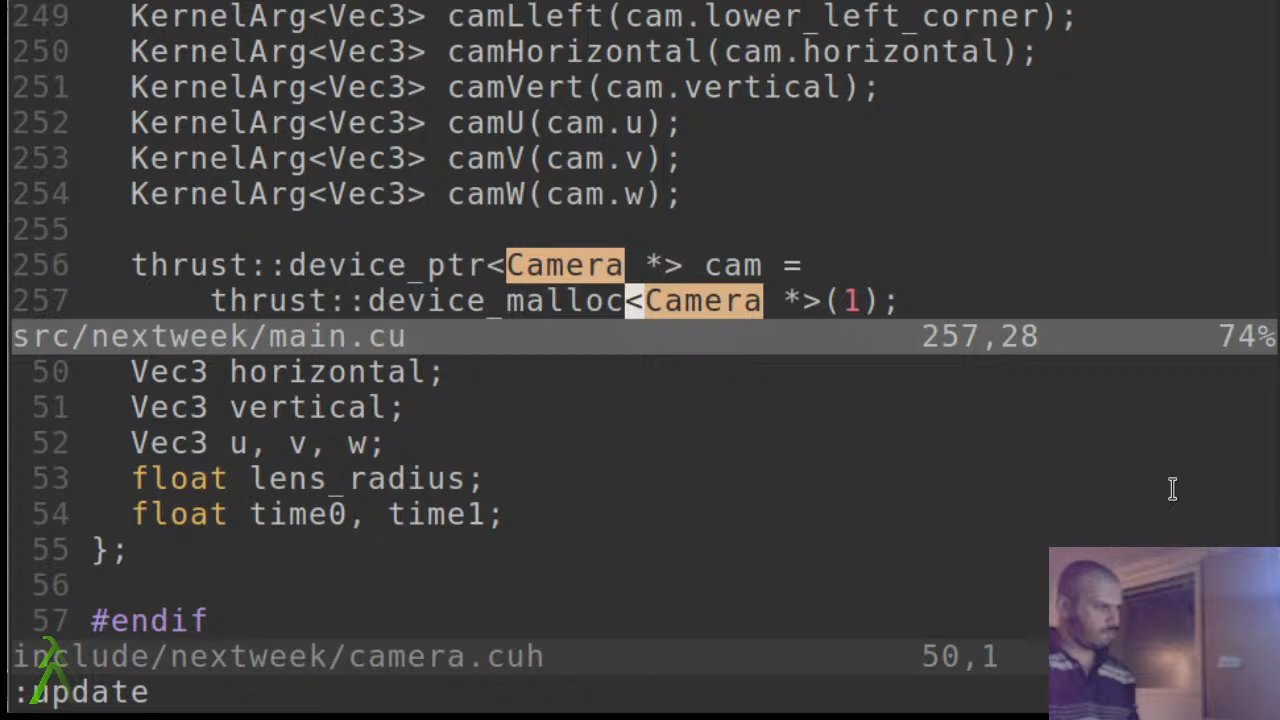 249 KernelArg<Vec3> camLleft(cam.lower_left_corner);
250 KernelArg<Vec3> camHorizontal(cam.horizontal);
251 KernelArg<Vec3> camVert(cam.vertical);
252 KernelArg<Vec3> camU(cam.u);
253 KernelArg<Vec3> camV(cam.v);
254 KernelArg<Vec3> camW(cam.w);
255
256 thrust::device_ptr<Camera *> cam =
257 thrust::device_malloc<Camera *>(1);
src/nextweek/main.cu 257,28 74%
50 Vec3 horizontal;
51 Vec3 vertical;
52 Vec3 u, v, w;
53 float lens_radius;
54 float time0, time1;
55 };
56
57 #endif
include/nextweek/camera.cuh 50,1
:update